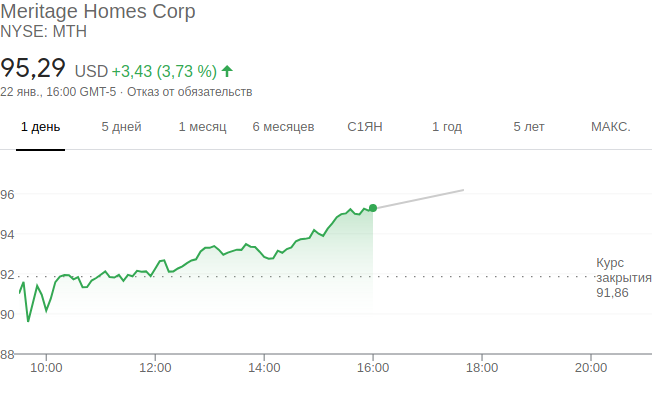 Meritage Homes Corp
NYSE: MTH
95,29 USD +3,43 (3,73 %)
22 янв., 16:00 GMT-5 · Отказ от обязательств
1 день 5 дней 1 месяц 6 месяцев С1ЯН 1 год 5 лет МАКС.
96
94
92
90
88
Курс
закрытия
91,86
10:00 12:00 14:00 16:00 18:00 20:00